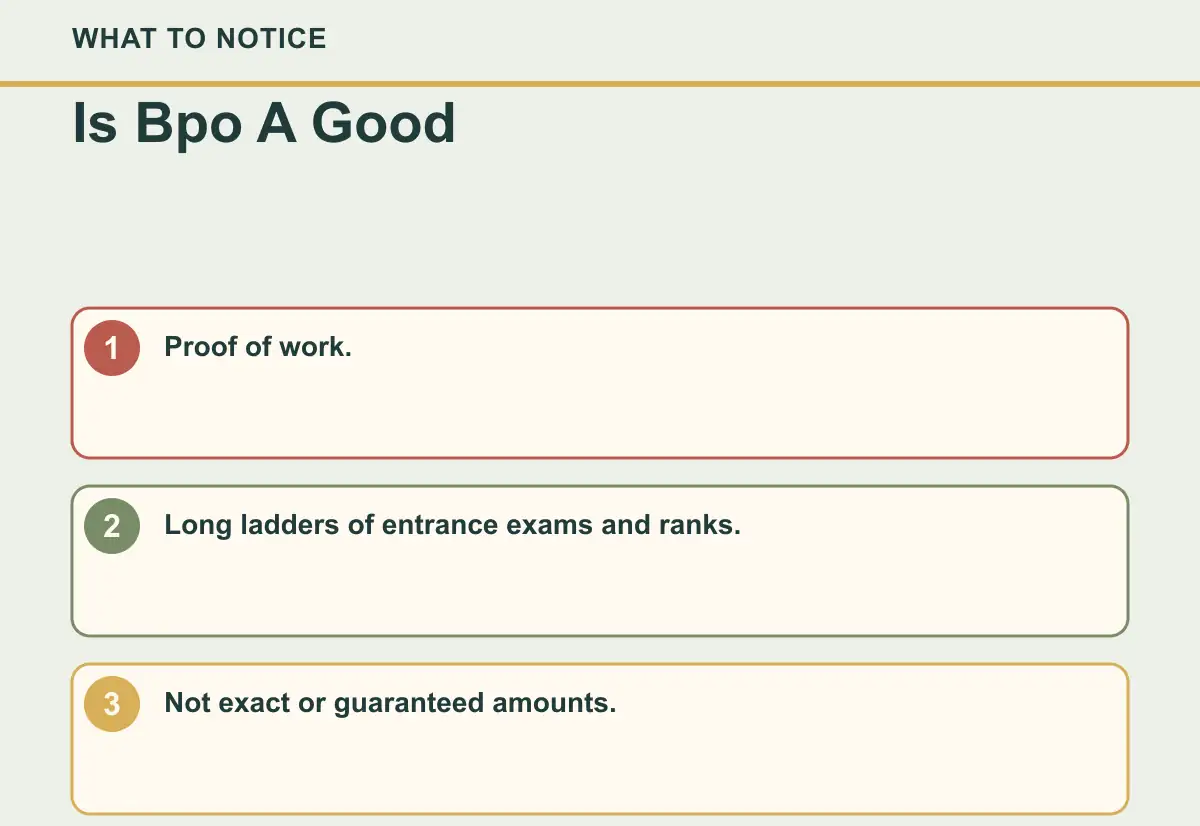 WHAT TO NOTICE
Is Bpo A Good
1 Proof of work.
2 Long ladders of entrance exams and ranks.
3 Not exact or guaranteed amounts.